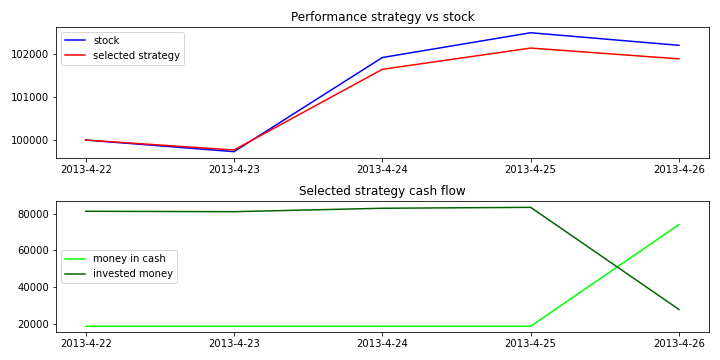 Performance strategy vs stock
stock
selected strategy
102000
101000
100000
2013-4-22 2013-4-23 2013-4-24 2013-4-25 2013-4-26
Selected strategy cash flow
80000
60000
money in cash
invested money
40000
20000
2013-4-22 2013-4-23 2013-4-24 2013-4-25 2013-4-26